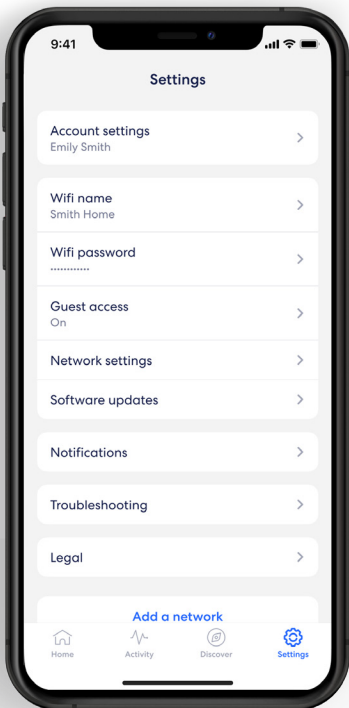 9:41
Settings
Account settings
Emily Smith
Wifi name
Smith Home
Wifi password
............
Guest access
On
Network settings
Software updates
Notifications
Troubleshooting
Legal
Add a network
Home Activity Discover Settings